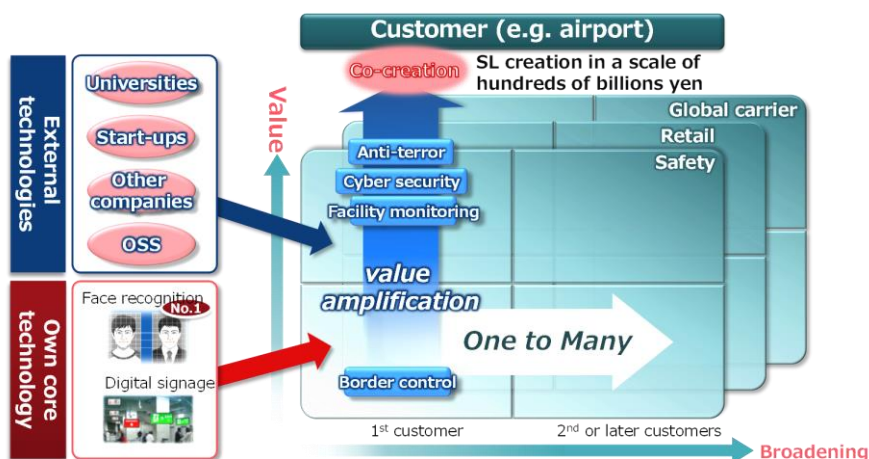 Customer (e.g. airport)
Co-creation
SL creation in a scale of
hundreds of billions yen
External
technologies
Universities
Start-ups
Other
companies
OSS
Own core
technology
Face recognition
No.1
Digital signage
Value
Global carrier
Retail
Safety
Anti-terror
Cyber security
Facility monitoring
value
amplification
One to Many
Border control
1st customer
2nd or later customers
Broadening